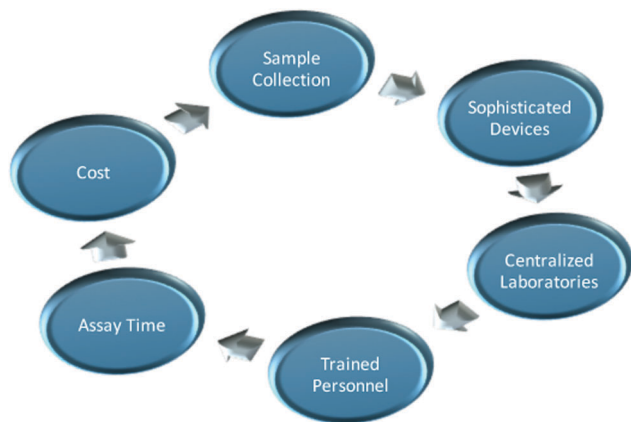 Sample
Collection
Sophisticated
Devices
Centralized
Laboratories
Trained
Personnel
Assay Time
Cost